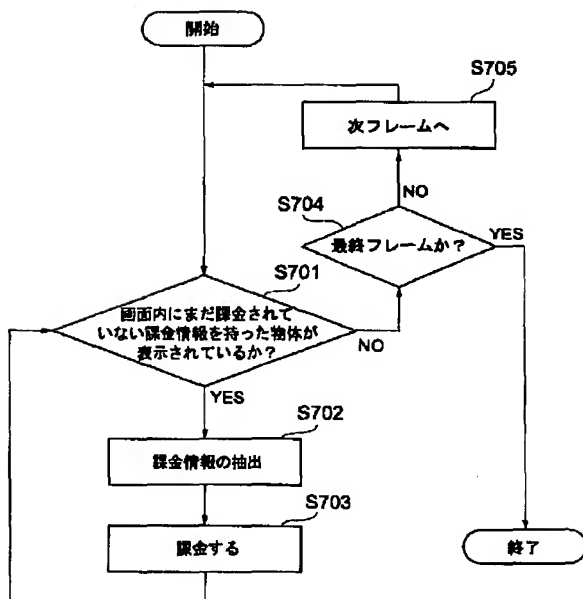 開始
S705
次フレームへ
NO
S704
最終フレームか？
YES
S701
画面内にまだ課金されて
いない課金情報を持った物体が
表示されているか？
NO
YES
S702
課金情報の抽出
S703
課金する
終了